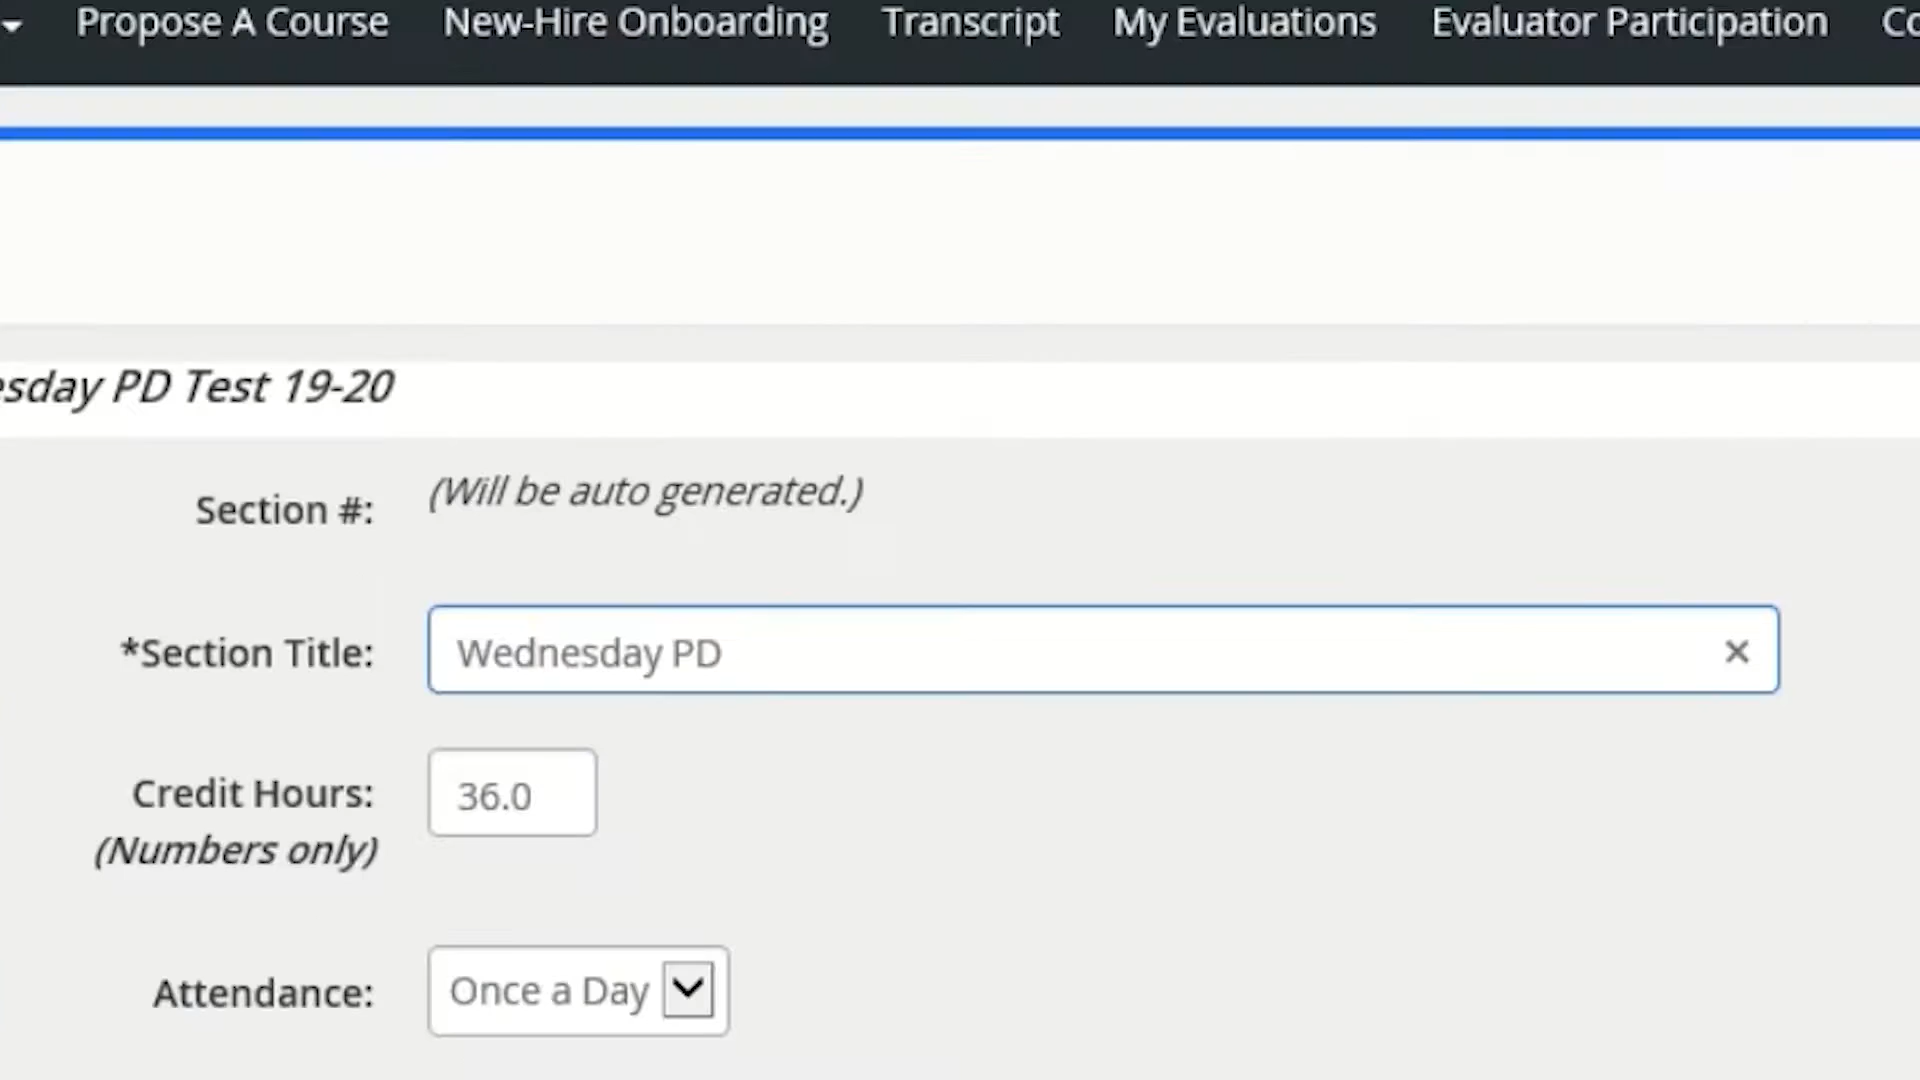 Propose A Course New-Hire Onboarding Transcript My Evaluations Evaluator Participation
PD Test 19-20
Section #: (Will be auto generated.)
*Section Title: Wednesday PD ×
Credit Hours: 36.0
(Numbers only)
Attendance: Once a Day